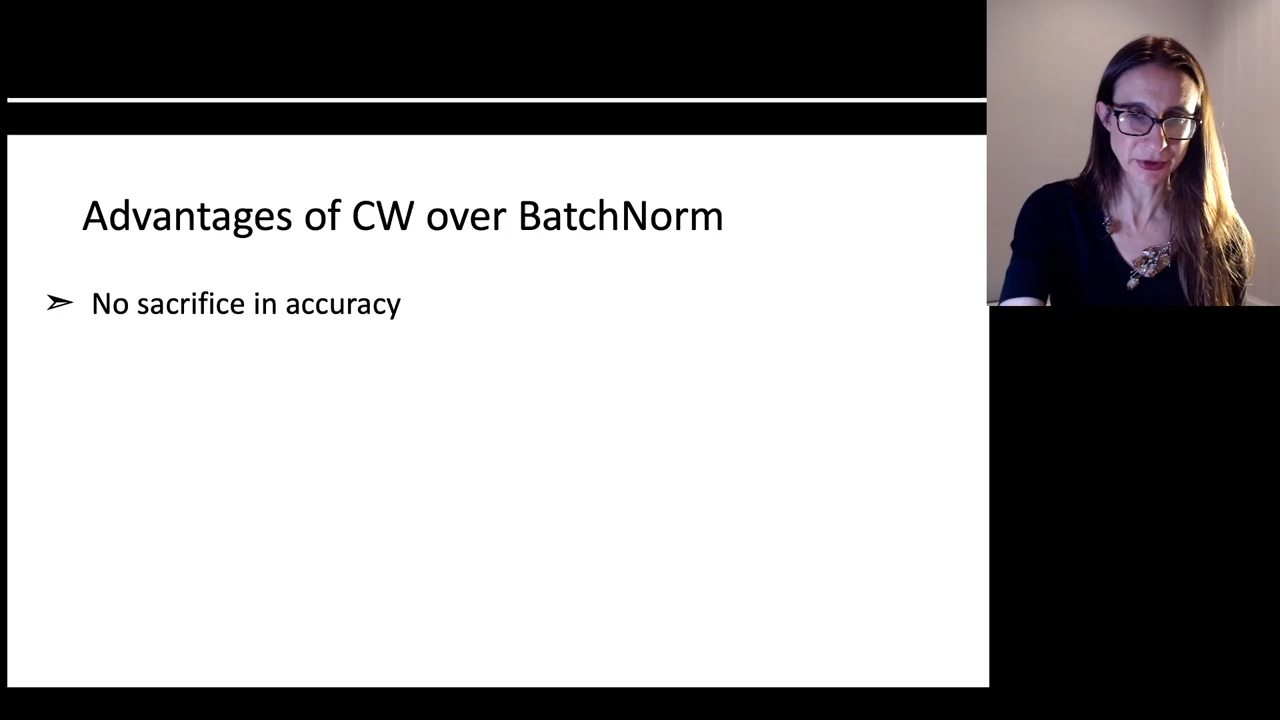 Advantages of CW over BatchNorm
➢ No sacrifice in accuracy